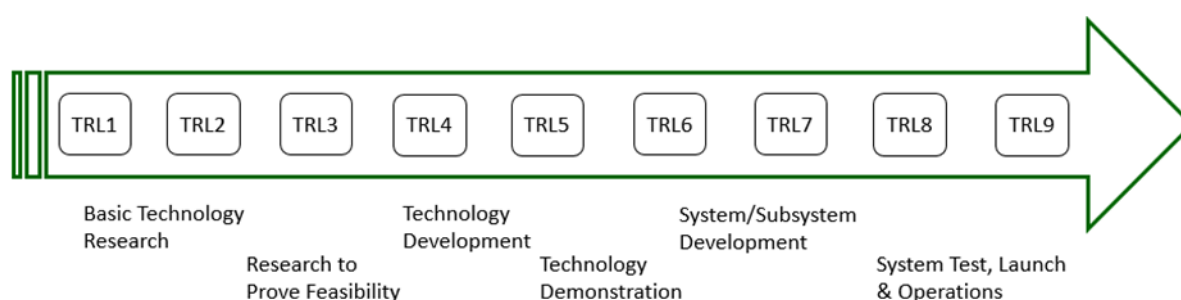 TRL1 TRL2 TRL3 TRL4 TRL5 TRL6 TRL7 TRL8 TRL9
Basic Technology
Research
Research to
Prove Feasibility
Technology
Development
Technology
Demonstration
System/Subsystem
Development
System Test, Launch
& Operations